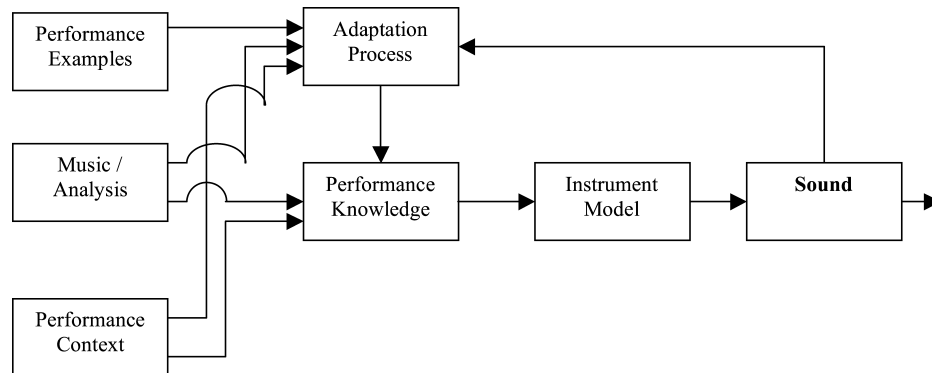 Performance
Examples
Adaptation
Process
Music /
Analysis
Performance
Knowledge
Instrument
Model
Sound
Performance
Context